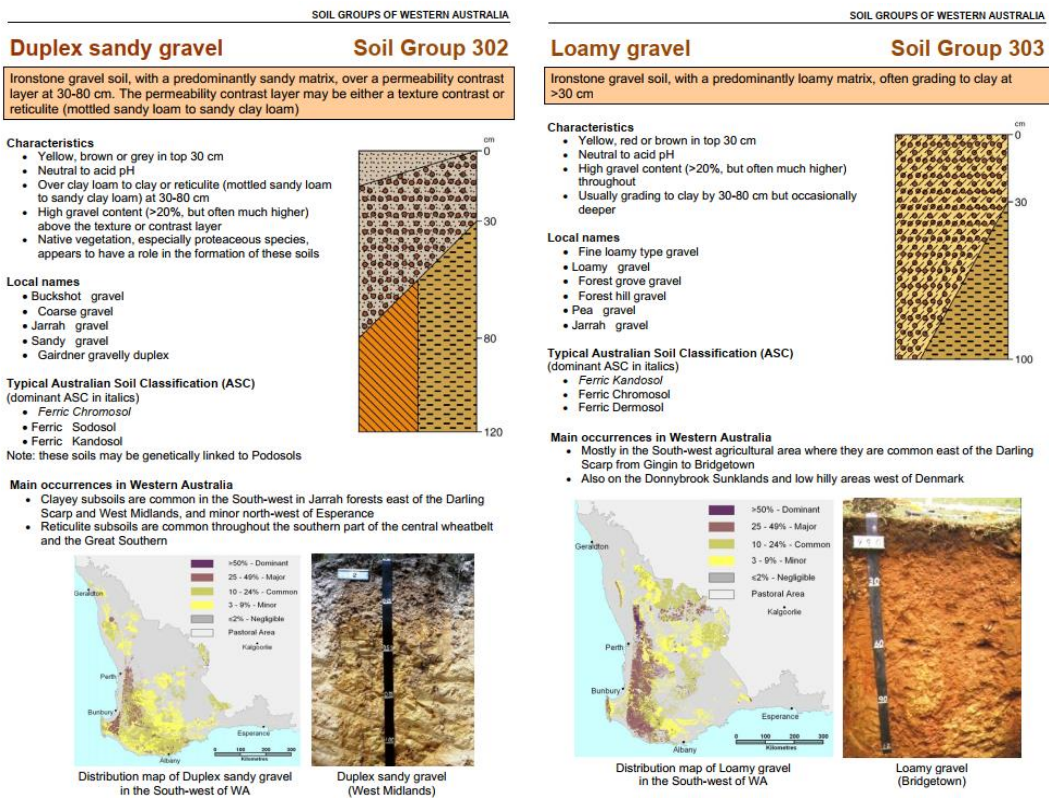 SOIL GROUPS OF WESTERN AUSTRALIA
Duplex sandy gravel Soil Group 302
Ironstone gravel soil, with a predominantly sandy matrix, over a permeability contrast
layer at 30-80 cm. The permeability contrast layer may be either a texture contrast or
reticulite (mottled sandy loam to sandy clay loam)
Characteristics
• Yellow, brown or grey in top 30 cm
• Neutral to acid pH
• Over clay loam to clay or reticulite (mottled sandy loam
to sandy clay loam) at 30-80 cm
• High gravel content (>20%, but often much higher)
above the texture or contrast layer
• Native vegetation, especially proteaceous species,
appears to have a role in the formation of these soils
Local names
• Buckshot gravel
• Coarse gravel
• Jarrah gravel
• Sandy gravel
• Gairdner gravelly duplex
Typical Australian Soil Classification (ASC)
(dominant ASC in italics)
• Ferric Chromosol
• Ferric Sodosol
• Ferric Kandosol
Note: these soils may be genetically linked to Podosols
cm
0
30
80
120
Main occurrences in Western Australia
• Clayey subsoils are common in the South-west in Jarrah forests east of the Darling
Scarp and West Midlands, and minor north-west of Esperance
• Reticulite subsoils are common throughout the southern part of the central wheatbelt
and the Great Southern
>50% - Dominant
25 - 49% - Major
10 - 24% - Common
3 - 9% - Minor
≤2% - Negligible
Pastoral Area
Geraldton
Kalgoorlie
Perth
Bunbury
Esperance
Albany
0 100 200 300
Kilometres
Distribution map of Duplex sandy gravel
in the South-west of WA
Duplex sandy gravel
(West Midlands)
SOIL GROUPS OF WESTERN AUSTRALIA
Loamy gravel Soil Group 303
Ironstone gravel soil, with a predominantly loamy matrix, often grading to clay at
>30 cm
Characteristics
• Yellow, red or brown in top 30 cm
• Neutral to acid pH
• High gravel content (>20%, but often much higher)
throughout
• Usually grading to clay by 30-80 cm but occasionally
deeper
Local names
• Fine loamy type gravel
• Loamy gravel
• Forest grove gravel
• Forest hill gravel
• Pea gravel
• Jarrah gravel
Typical Australian Soil Classification (ASC)
(dominant ASC in italics)
• Ferric Kandosol
• Ferric Chromosol
• Ferric Dermosol
cm
0
30
100
Main occurrences in Western Australia
• Mostly in the South-west agricultural area where they are common east of the Darling
Scarp from Gingin to Bridgetown
• Also on the Donnybrook Sunklands and low hilly areas west of Denmark
>50% - Dominant
25 - 49% - Major
10 - 24% - Common
3 - 9% - Minor
≤2% - Negligible
Pastoral Area
Geraldton
Kalgoorlie
Perth
Bunbury
Esperance
Albany
0 100 200 300
Kilometres
30
60
90
Distribution map of Loamy gravel
in the South-west of WA
Loamy gravel
(Bridgetown)